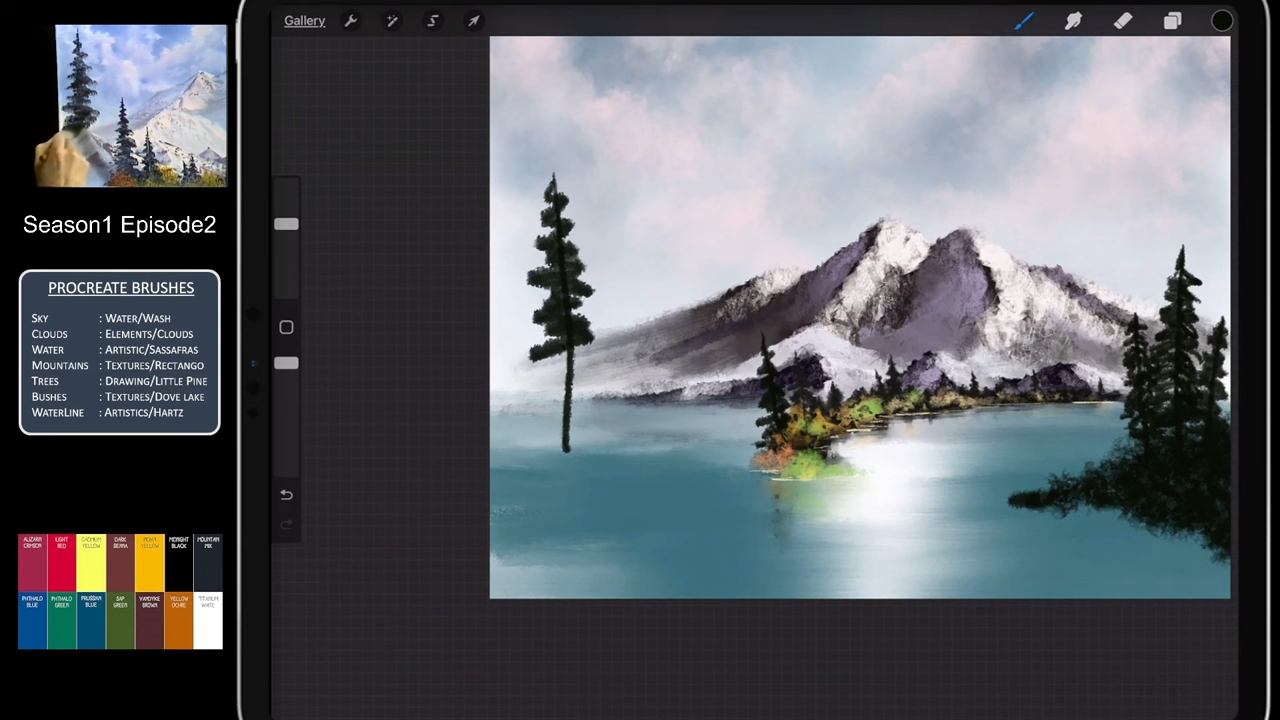 Gallery
Season1 Episode2
PROCREATE BRUSHES
SKY : WATER/WASH
CLOUDS : ELEMENTS/CLOUDS
WATER : ARTISTIC/SASSAFRAS
MOUNTAINS : TEXTURES/RECTANGO
TREES : DRAWING/LITTLE PINE
BUSHES : TEXTURES/DOVE LAKE
WATERLINE : ARTISTICS/HARTZ
ALIZARIN CRIMSON
LIGHT RED
CADMIUM YELLOW
DARK SIENNA
INDIAN YELLOW
MIDNIGHT BLACK
MOUNTAIN MIX
PHTHALO BLUE
PHTHALO GREEN
PRUSSIAN BLUE
SAP GREEN
VANDYKE BROWN
YELLOW OCHRE
TITANIUM WHITE